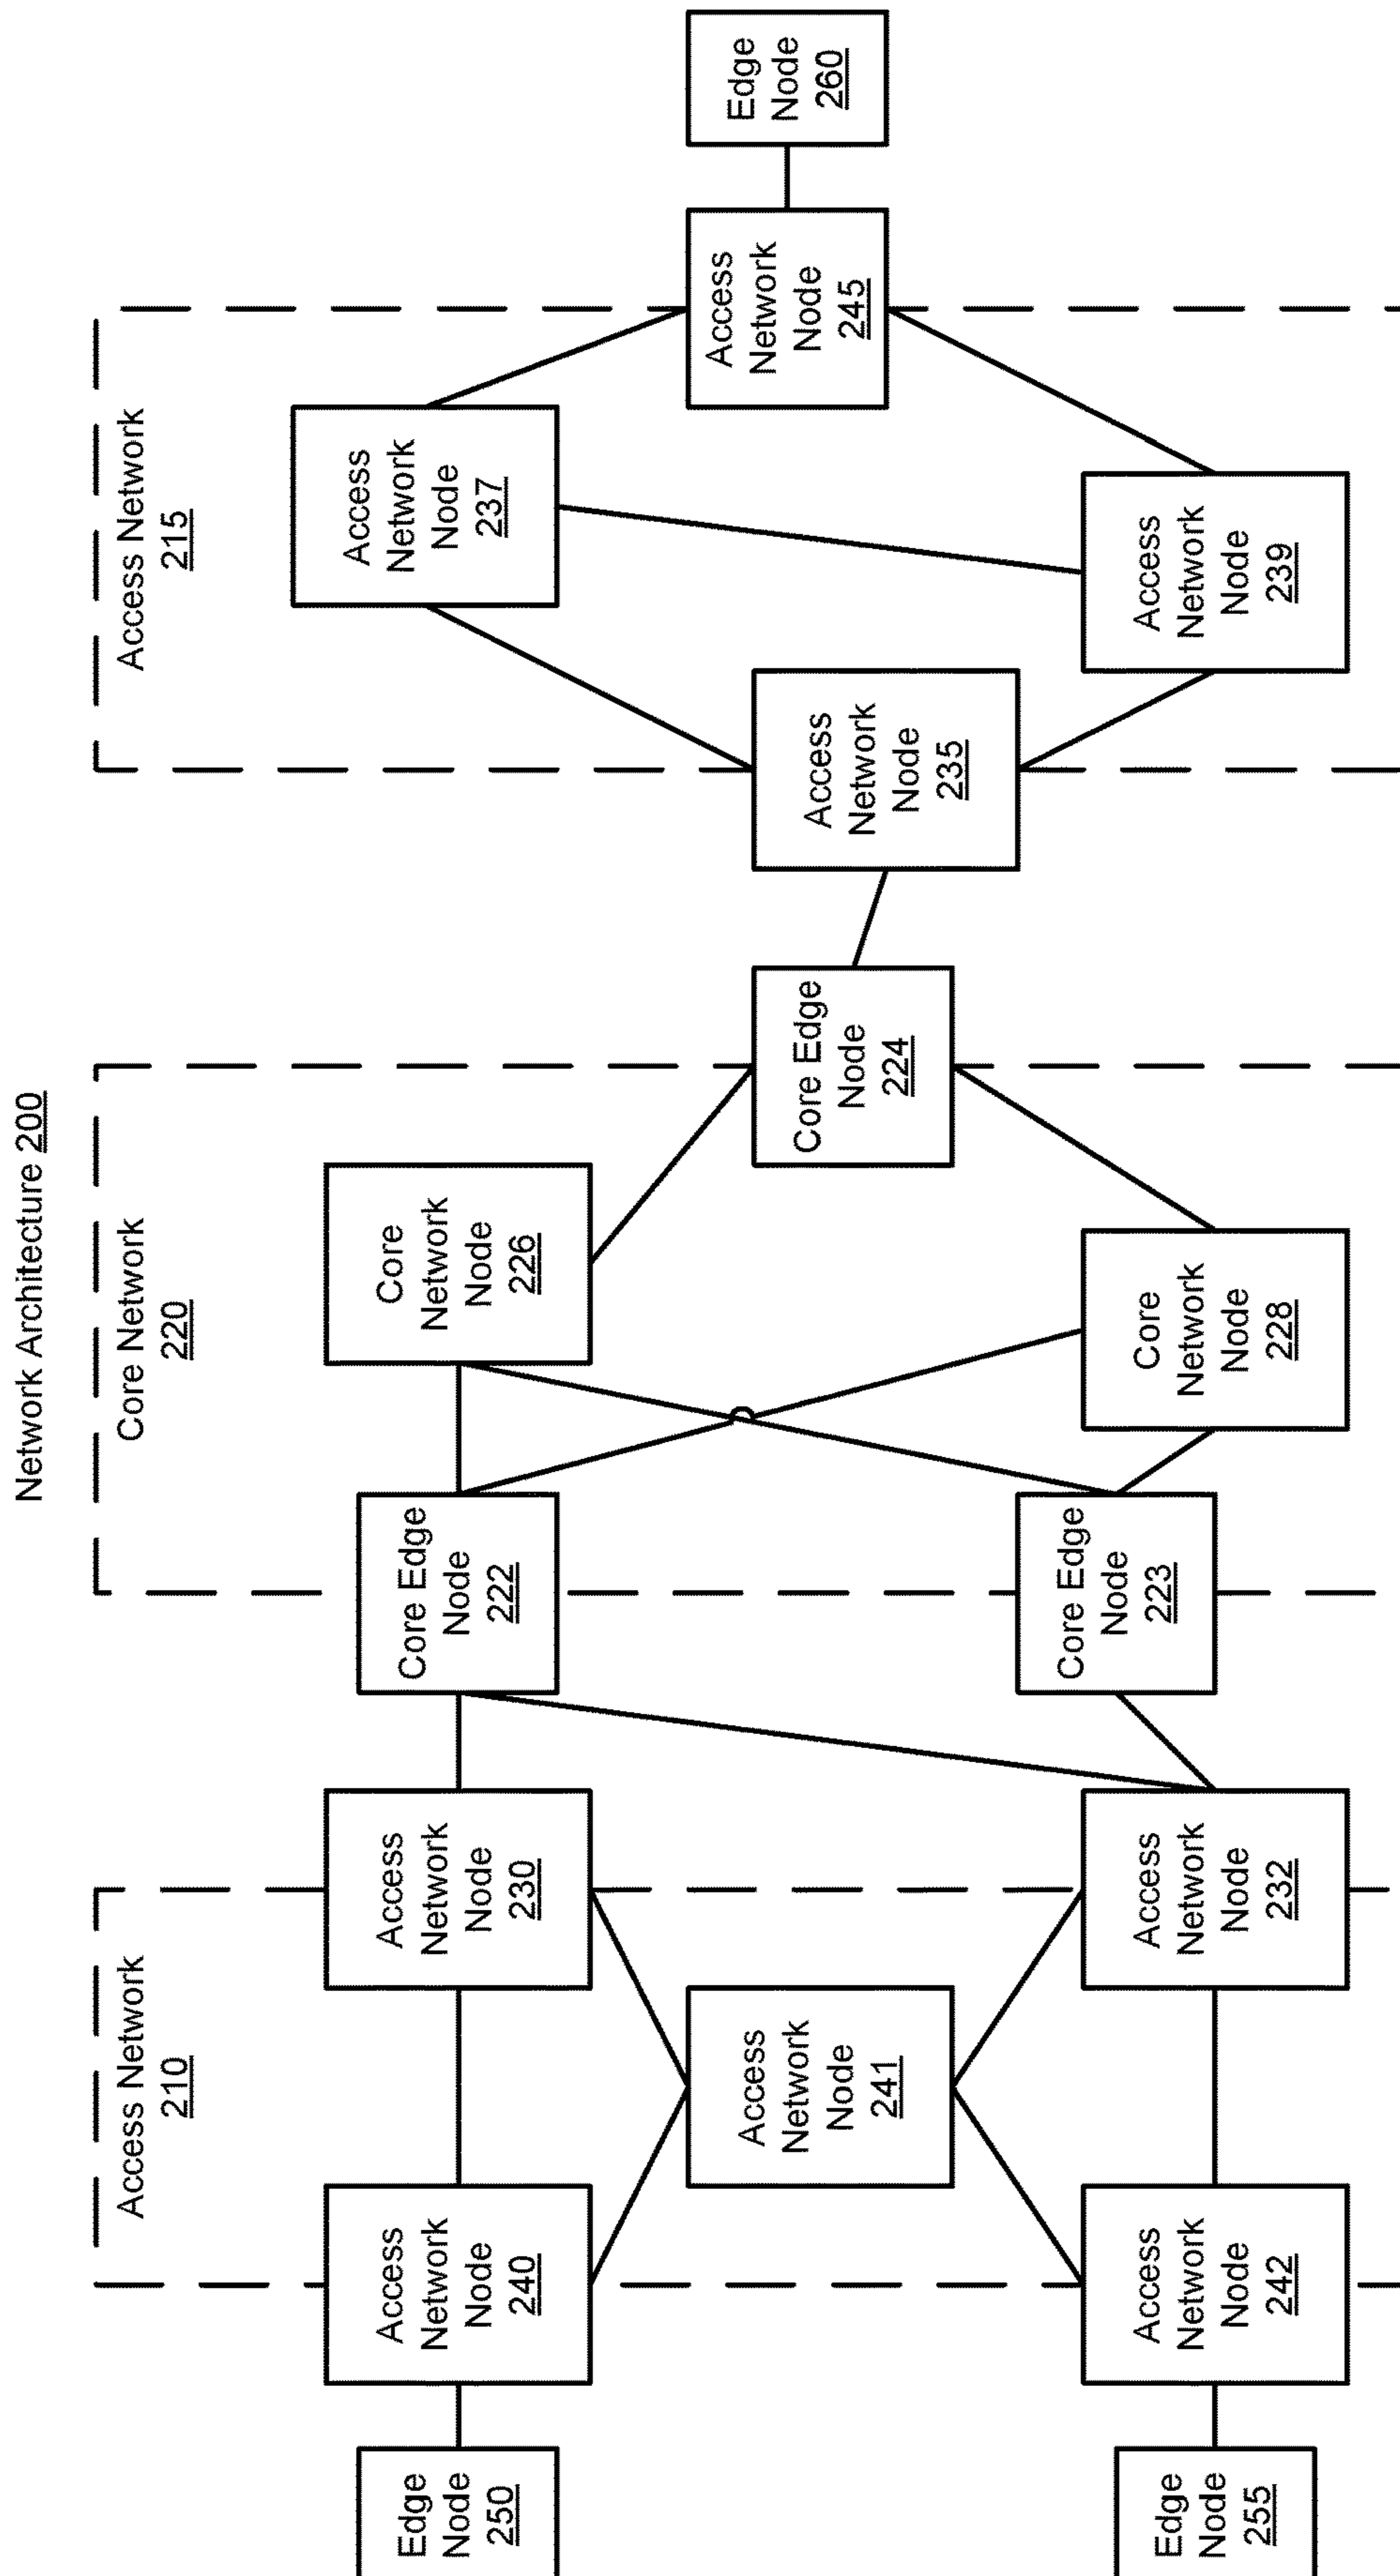 Network Architecture 200
Access Network
210
Core Network
220
Access Network
215
Edge
Node
250
Access
Network
Node
240
Access
Network
Node
230
Core Edge
Node
222
Core
Network
Node
226
Access
Network
Node
237
Access
Network
Node
241
Core Edge
Node
224
Access
Network
Node
235
Access
Network
Node
245
Edge
Node
260
Edge
Node
255
Access
Network
Node
242
Access
Network
Node
232
Core Edge
Node
223
Core
Network
Node
228
Access
Network
Node
239